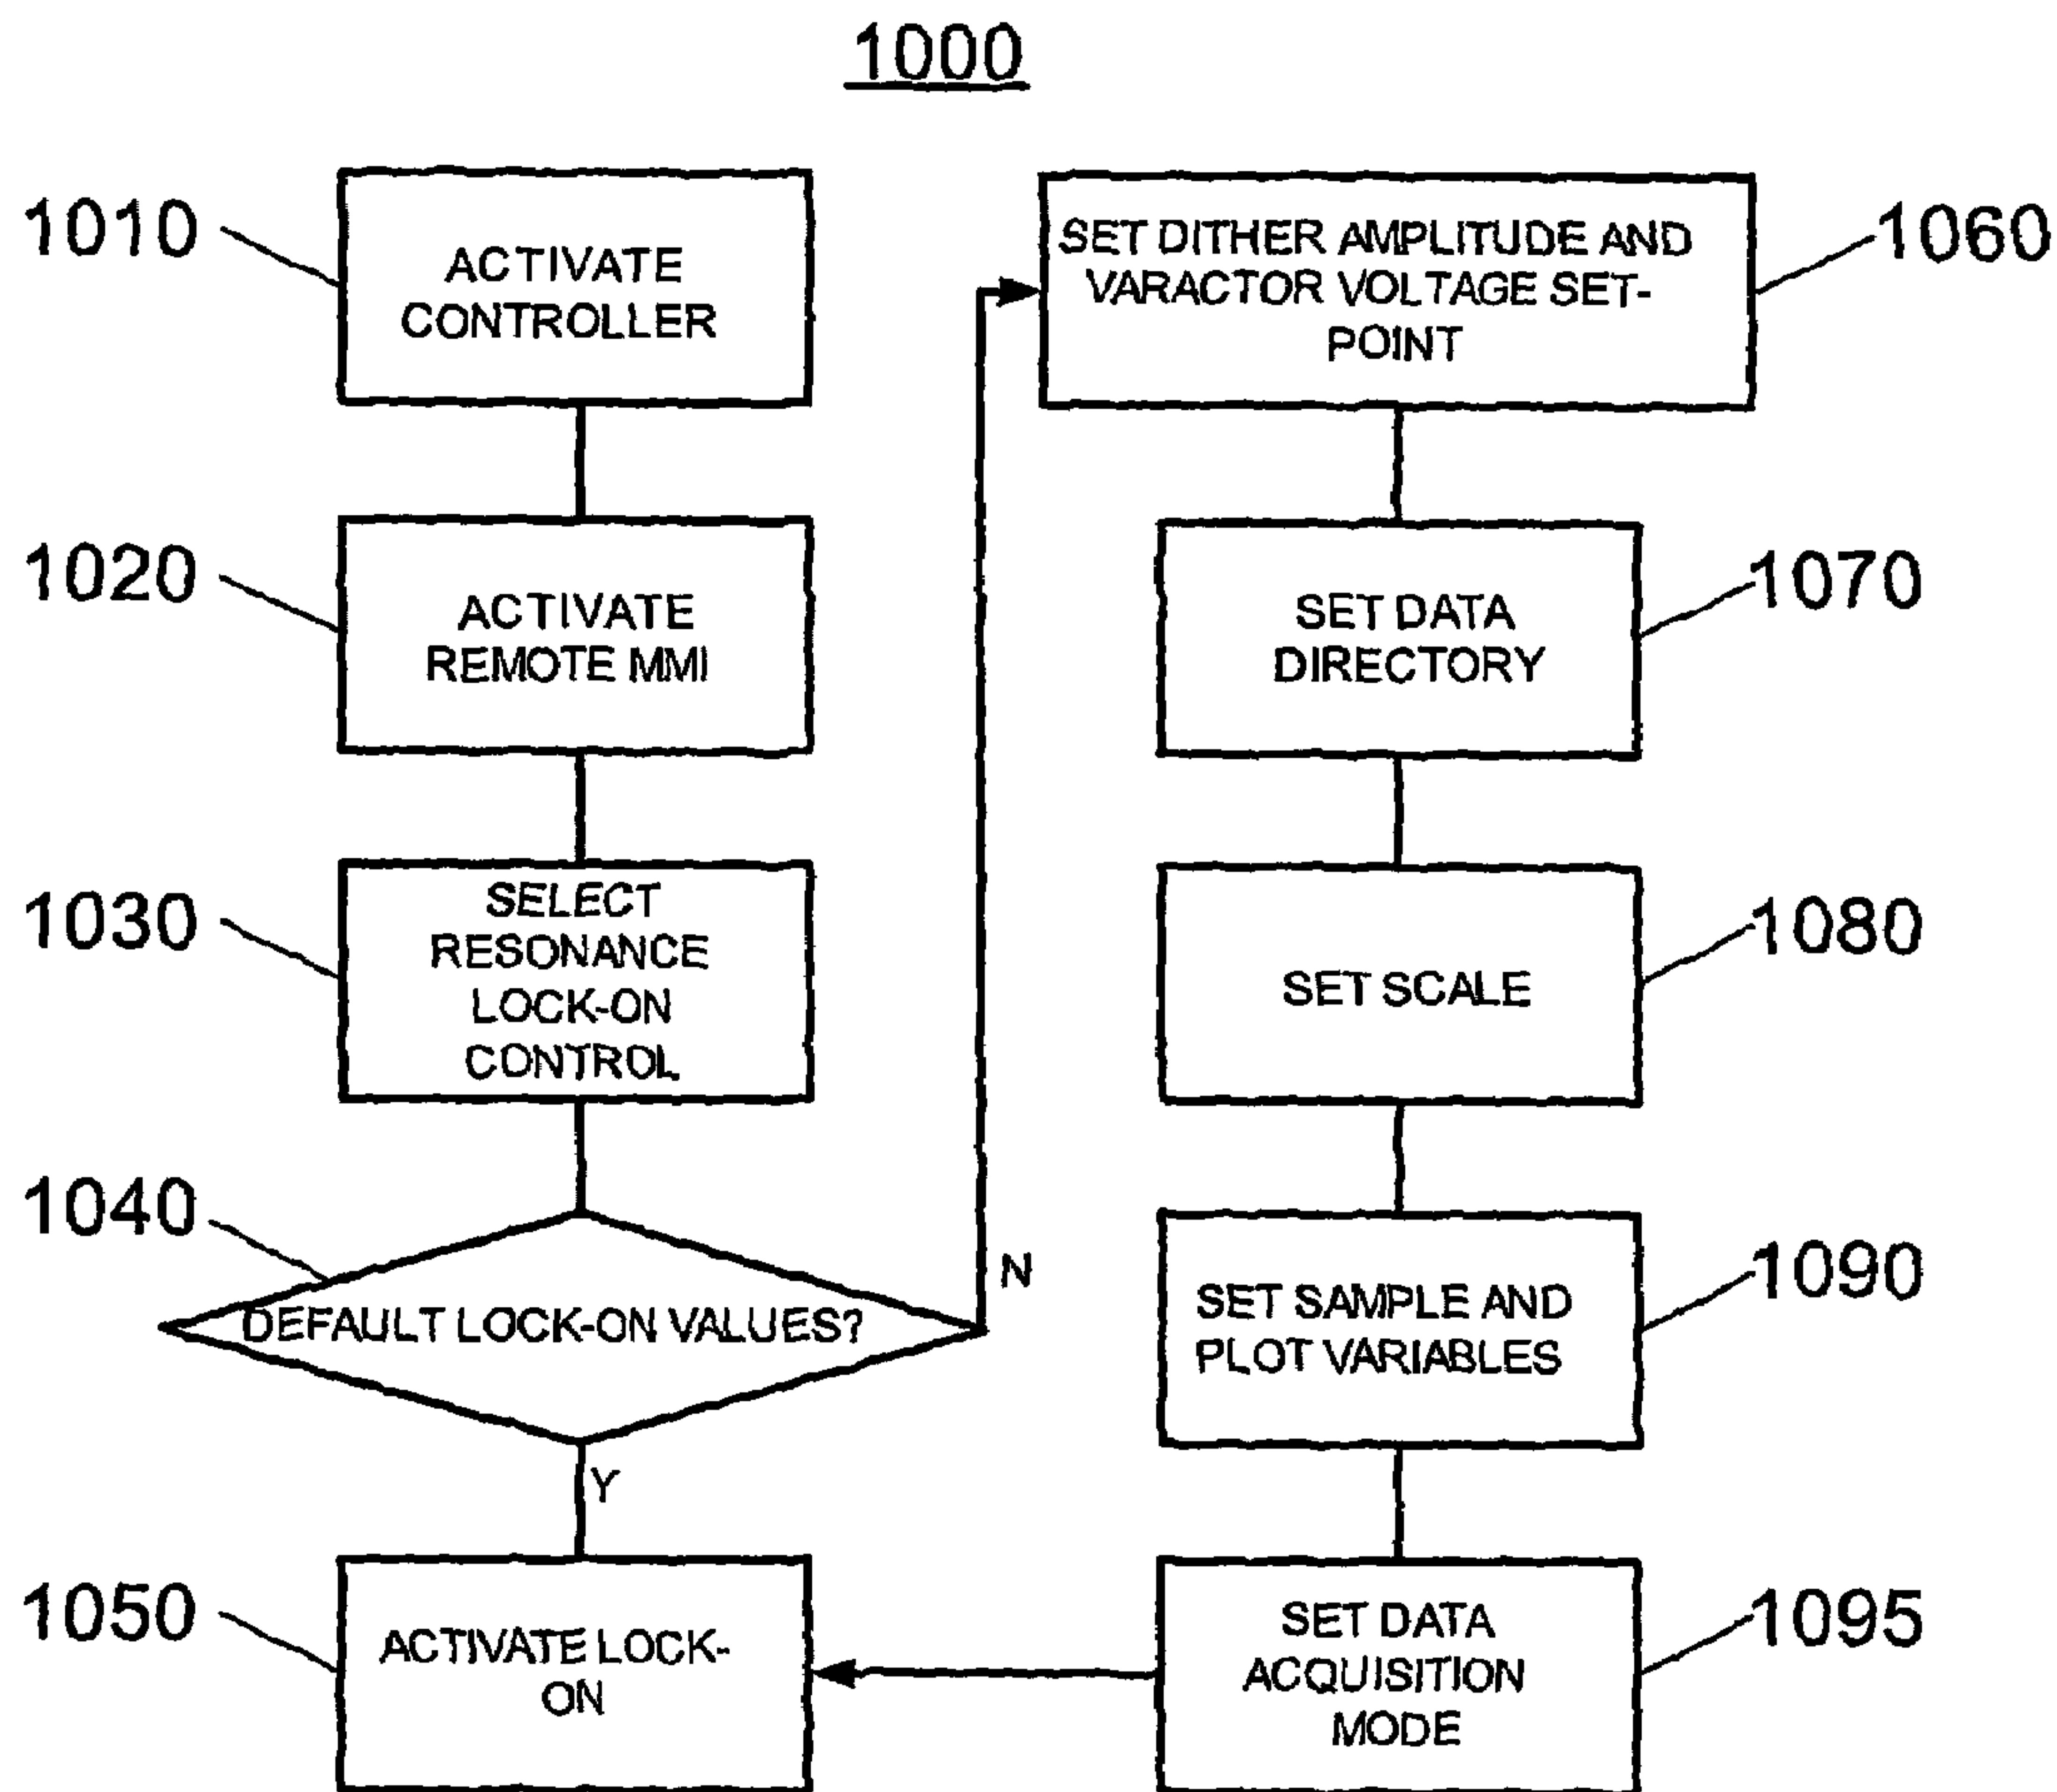 1000
1010
ACTIVATE
CONTROLLER
1020
ACTIVATE
REMOTE MMI
1030
SELECT
RESONANCE
LOCK-ON
CONTROL
1040
DEFAULT LOCK-ON VALUES?
N
Y
1050
ACTIVATE LOCK-
ON
SET DITHER AMPLITUDE AND
VARACTOR VOLTAGE SET-
POINT
1060
SET DATA
DIRECTORY
1070
SET SCALE
1080
SET SAMPLE AND
PLOT VARIABLES
1090
SET DATA
ACQUISITION
MODE
1095